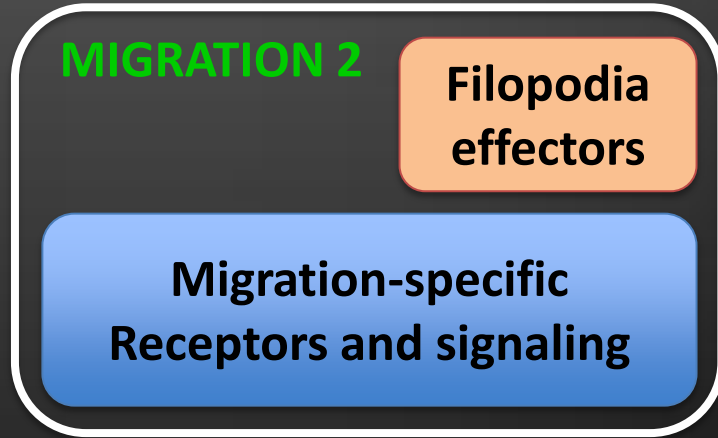 MIGRATION 2
Filopodia
effectors
Migration-specific
Receptors and signaling